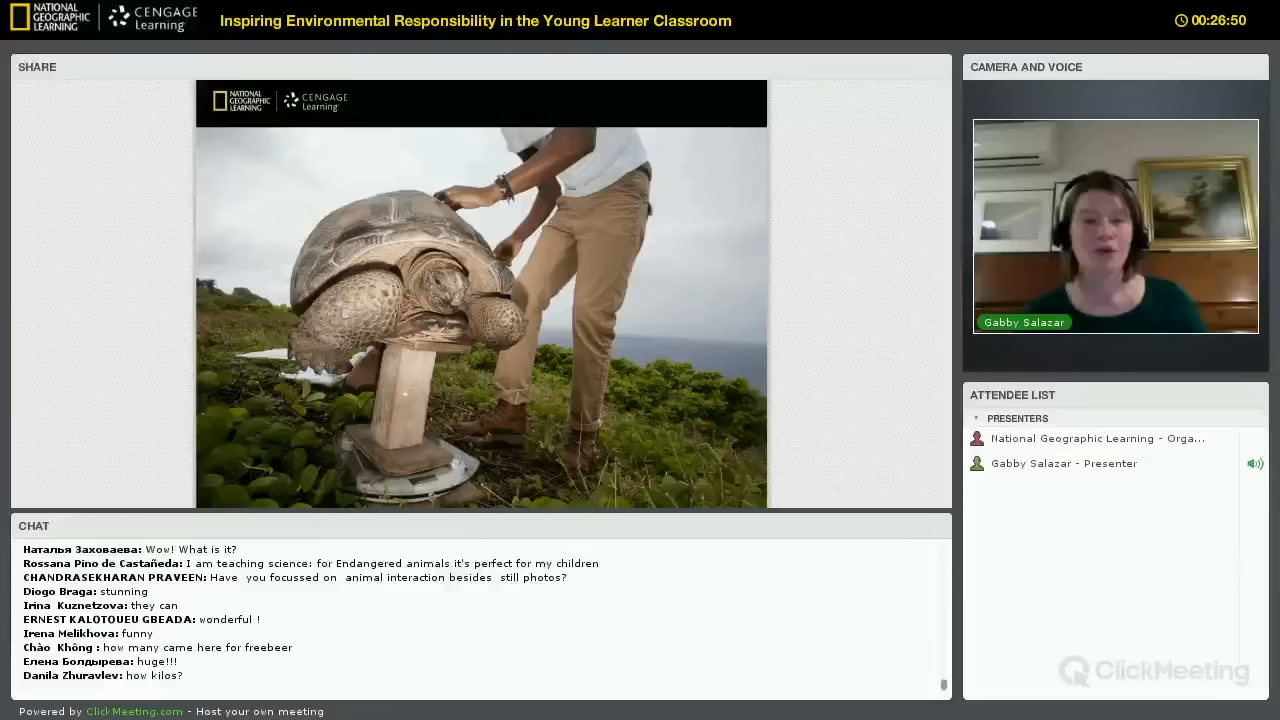 NATIONAL
GEOGRAPHIC
LEARNING
CENGAGE
Learning
Inspiring Environmental Responsibility in the Young Learner Classroom
00:26:50
SHARE
NATIONAL
GEOGRAPHIC
LEARNING
CENGAGE
Learning
CAMERA AND VOICE
Gabby Salazar
ATTENDEE LIST
PRESENTERS
National Geographic Learning - Orga...
Gabby Salazar - Presenter
CHAT
Наталья Заховаева: Wow! What is it?
Rossana Pino de Castañeda: I am teaching science: for Endangered animals it's perfect for my children
CHANDRASEKHARAN PRAVEEN: Have you focussed on animal interaction besides still photos?
Diogo Braga: stunning
Irina Kuznetzova: they can
ERNEST KALOTOUEU GBEADA: wonderful !
Irena Melikhova: funny
Chào Không : how many came here for freebeer
Елена Болдырева: huge!!!
Danila Zhuravlev: how kilos?
ClickMeeting
Powered by ClickMeeting.com - Host your own meeting